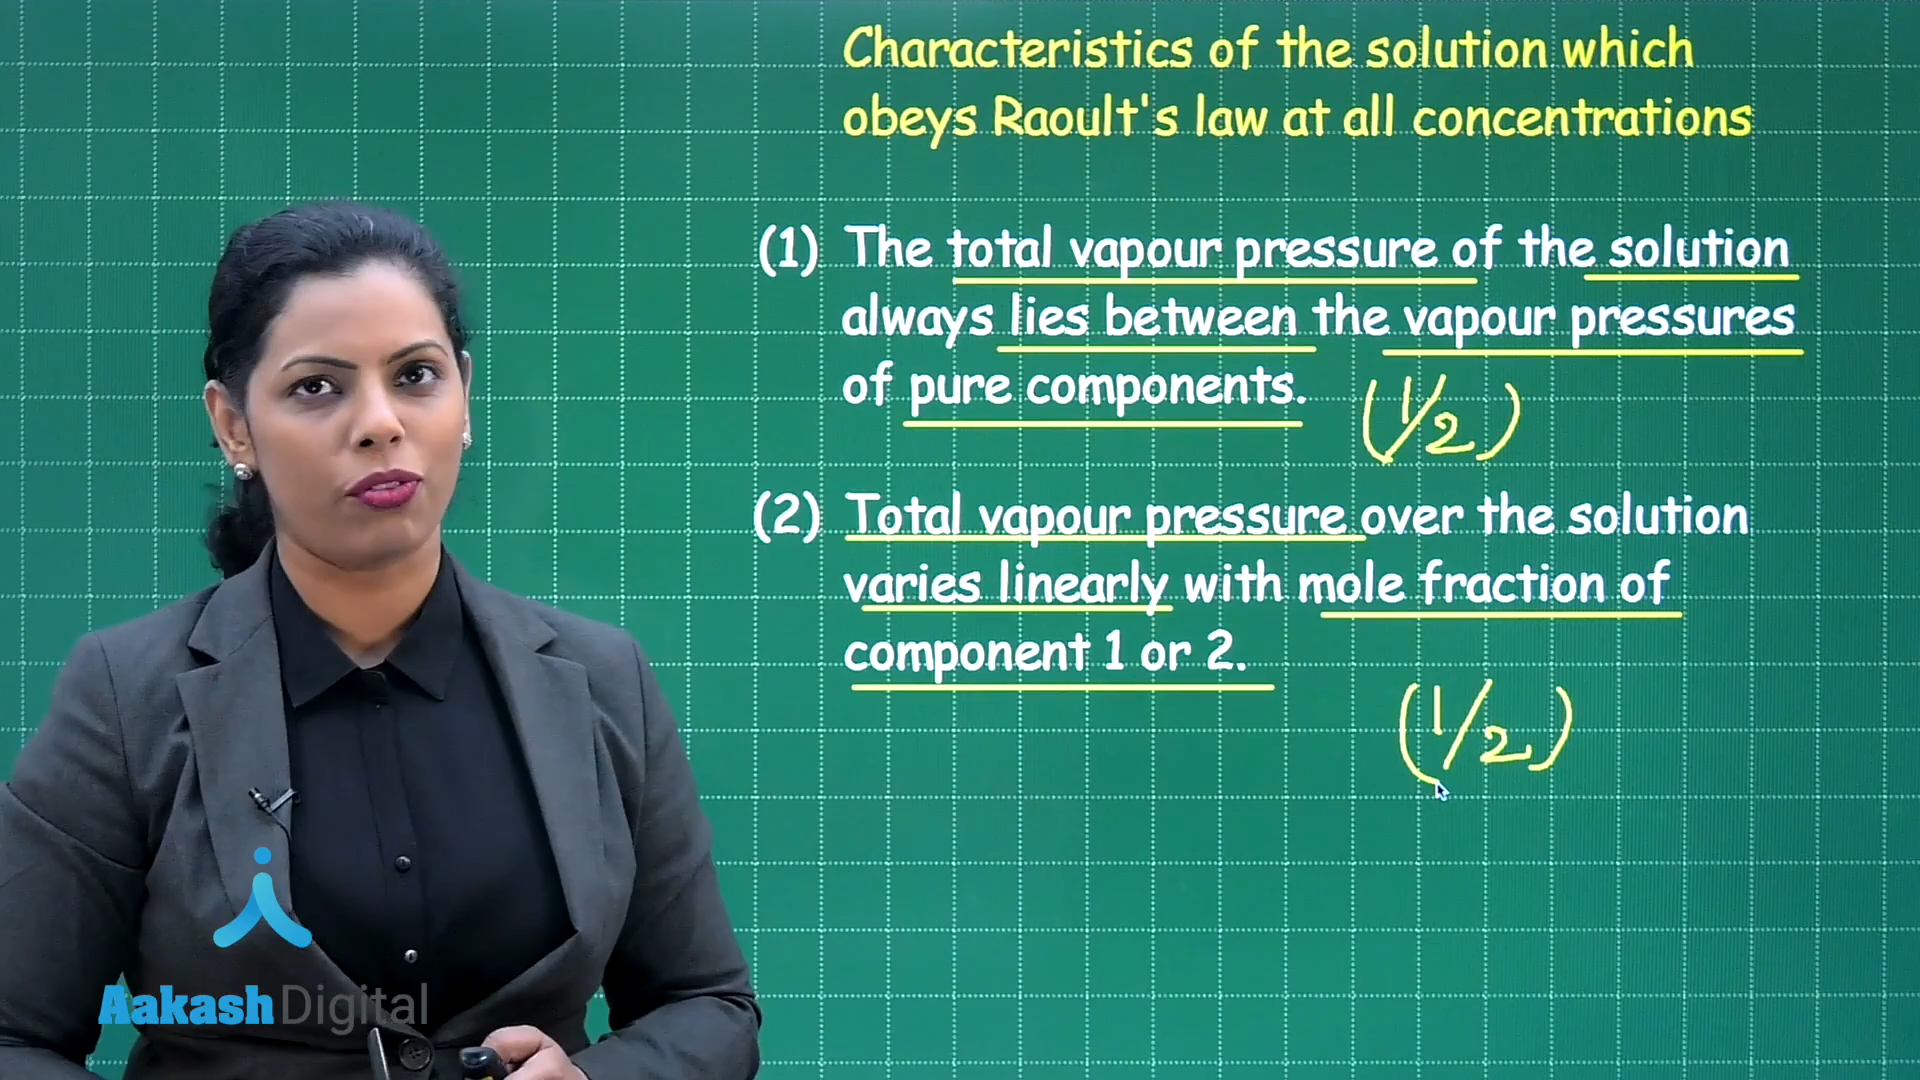 Characteristics of the solution which
obeys Raoult's law at all concentrations
(1) The total vapour pressure of the solution
always lies between the vapour pressures
of pure components. (1/2)
(2) Total vapour pressure over the solution
varies linearly with mole fraction of
component 1 or 2.
(1/2)
Aakash Digital